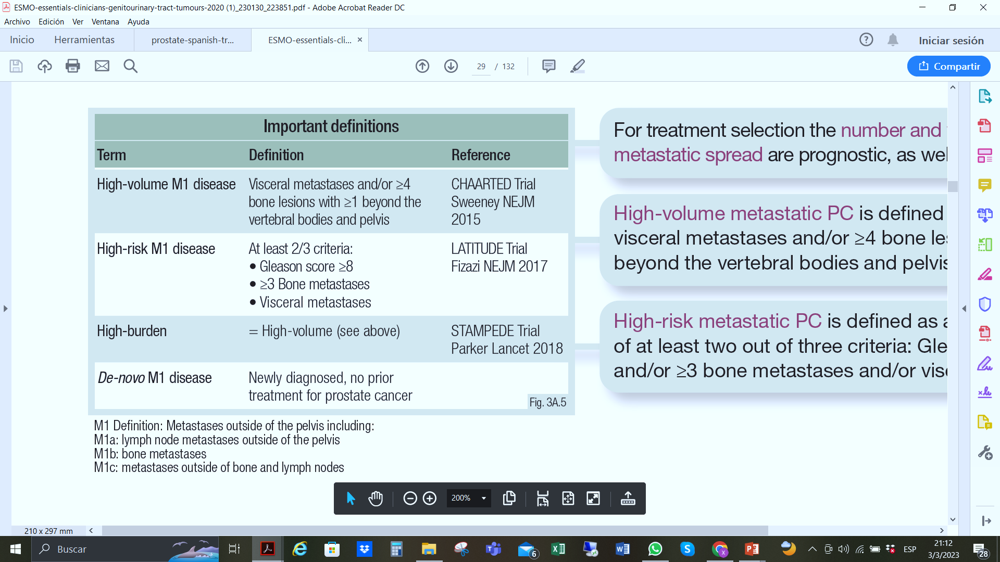 ESMO-essentials-clinicians-genitourinary-tract-tumours-2020 (1)_230130_223851.pdf - Adobe Acrobat Reader DC
Archivo Edición Ver Ventana Ayuda
Inicio Herramientas prostate-spanish-tr... ESMO-essentials-cli... × Iniciar sesión
29 / 132 Compartir
Important definitions
Term Definition Reference
High-volume M1 disease Visceral metastases and/or ≥4 CHAARTED Trial
bone lesions with ≥1 beyond the Sweeney NEJM
vertebral bodies and pelvis 2015
High-risk M1 disease At least 2/3 criteria: LATITUDE Trial
• Gleason score ≥8 Fizazi NEJM 2017
• ≥3 Bone metastases
• Visceral metastases
High-burden = High-volume (see above) STAMPEDE Trial
Parker Lancet 2018
De-novo M1 disease Newly diagnosed, no prior
treatment for prostate cancer
Fig. 3A.5
M1 Definition: Metastases outside of the pelvis including:
M1a: lymph node metastases outside of the pelvis
M1b: bone metastases
M1c: metastases outside of bone and lymph nodes
For treatment selection the number and
metastatic spread are prognostic, as
High-volume metastatic PC is defined
visceral metastases and/or ≥4 bone
beyond the vertebral bodies and
High-risk metastatic PC is defined as
of at least two out of three criteria:
and/or ≥3 bone metastases and/or
200%
210 x 297 mm
Buscar
6
ESP
21:12
3/3/2023
28